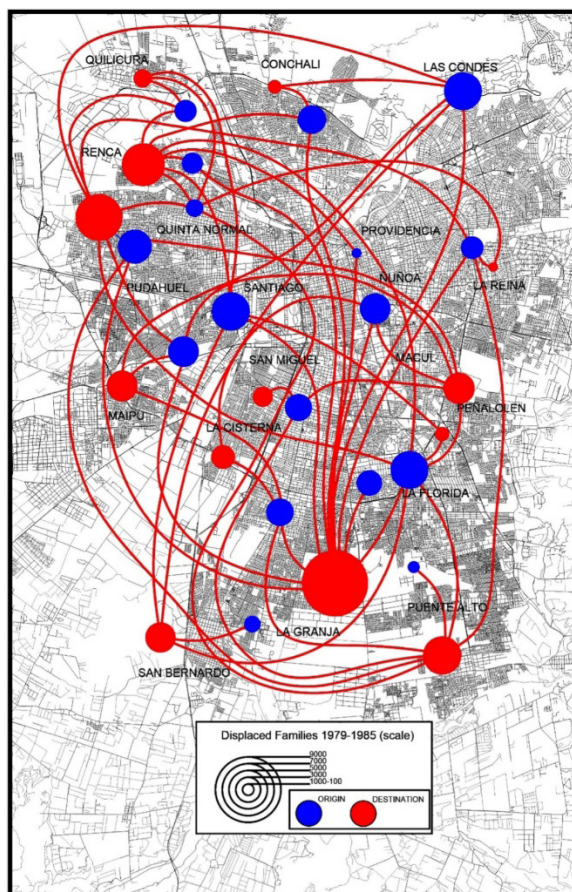 QUILICURA
CONCHALI
LAS CONDES
RENCA
QUINTA NORMAL
PROVIDENCIA
LA REINA
PUDAHUEL
SANTIAGO
ÑUÑOA
SAN MIGUEL
MACUL
PEÑALOLEN
MAIPU
LA CISTERNA
LA FLORIDA
PUENTE ALTO
LA GRANJA
SAN BERNARDO
Displaced Families 1979-1985 (scale)
9000
7000
5000
3000
1000-100
ORIGIN
DESTINATION